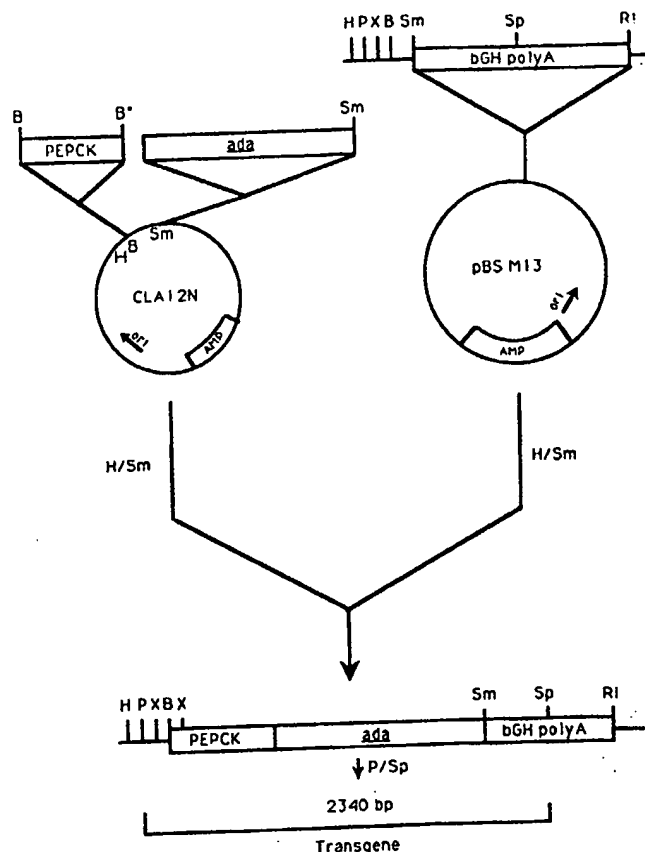 H P X B Sm Sp RI
bGH polyA
B B* Sm
PEPCK ada
H B Sm
CLA12N
ori
AMP
pBS M13
ori
AMP
H/Sm H/Sm
H P X B X Sm Sp RI
PEPCK ada bGH polyA
P/Sp
2340 bp
Transgene